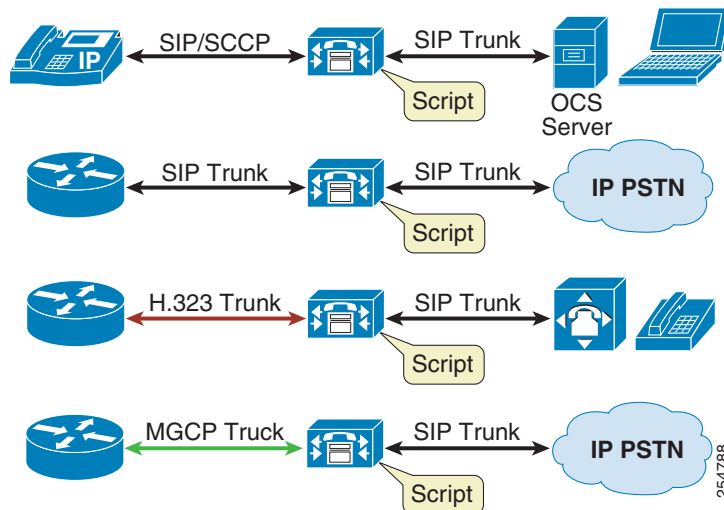 IP
SIP/SCCP
SIP Trunk
Script
OCS
Server
SIP Trunk
SIP Trunk
IP PSTN
Script
H.323 Trunk
SIP Trunk
Script
MGCP Truck
SIP Trunk
IP PSTN
Script
254788